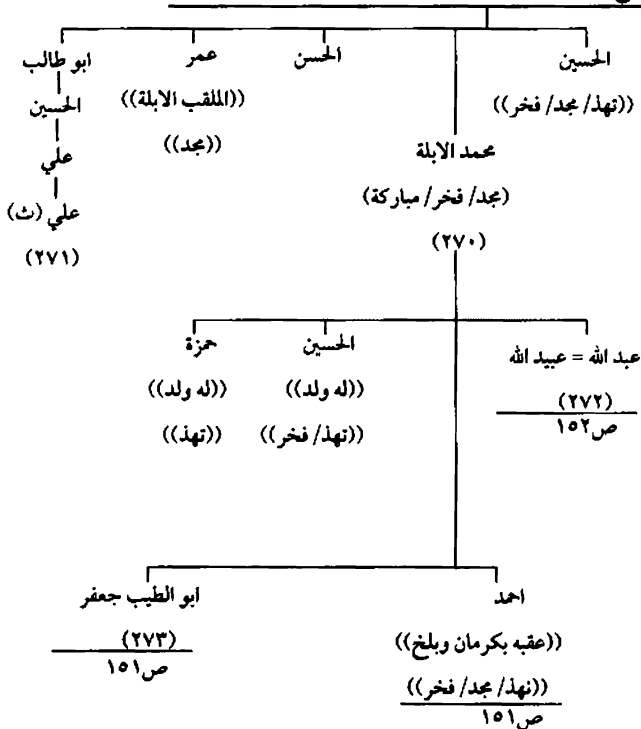 الحسين
((تهذ/ مجد/ فخر))
الحسن
عمر
((الملقب الابلة))
((مجد))
ابو طالب
الحسين
علي
علي (ث)
(٢٧١)
محمد الابلة
(مجد/ فخر/ مباركة)
(٢٧٠)
عبد الله = عبيد الله
(٢٧٢)
ص١٥٢
الحسين
((له ولد))
((تهذ/ فخر))
حمزة
((له ولد))
((تهذ))
احمد
((عقبه بكرمان وبلخ))
((تهذ/ مجد/ فخر))
ص١٥١
ابو الطيب جعفر
(٢٧٣)
ص١٥١